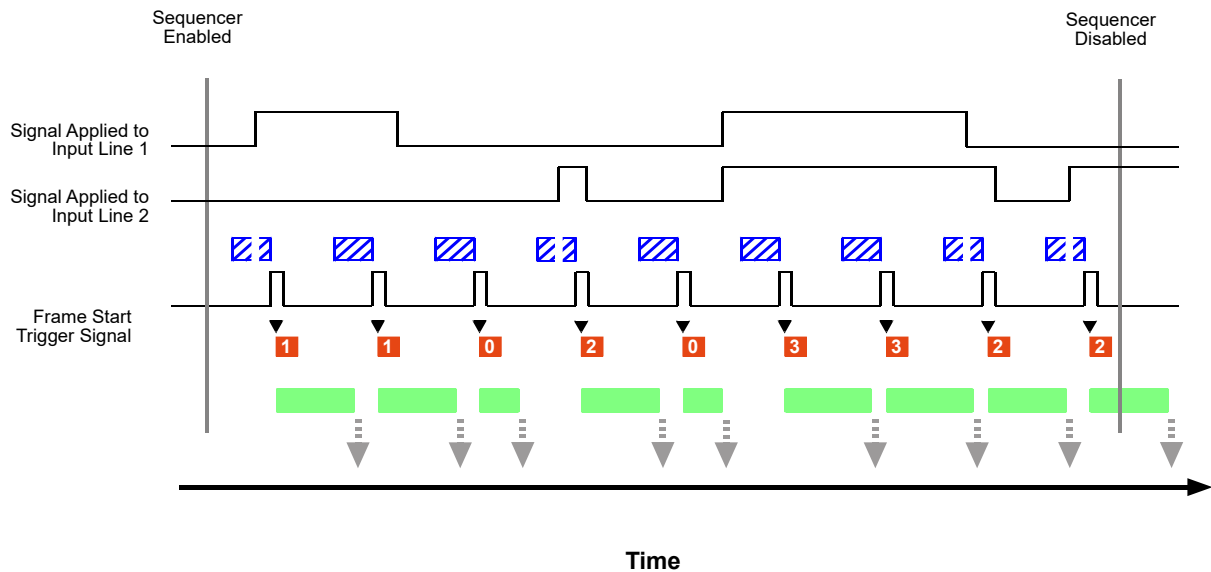 Sequencer
Enabled
Sequencer
Disabled
Signal Applied to
Input Line 1
Signal Applied to
Input Line 2
Frame Start
Trigger Signal
1 1 0 2 0 3 3 2 2
Time